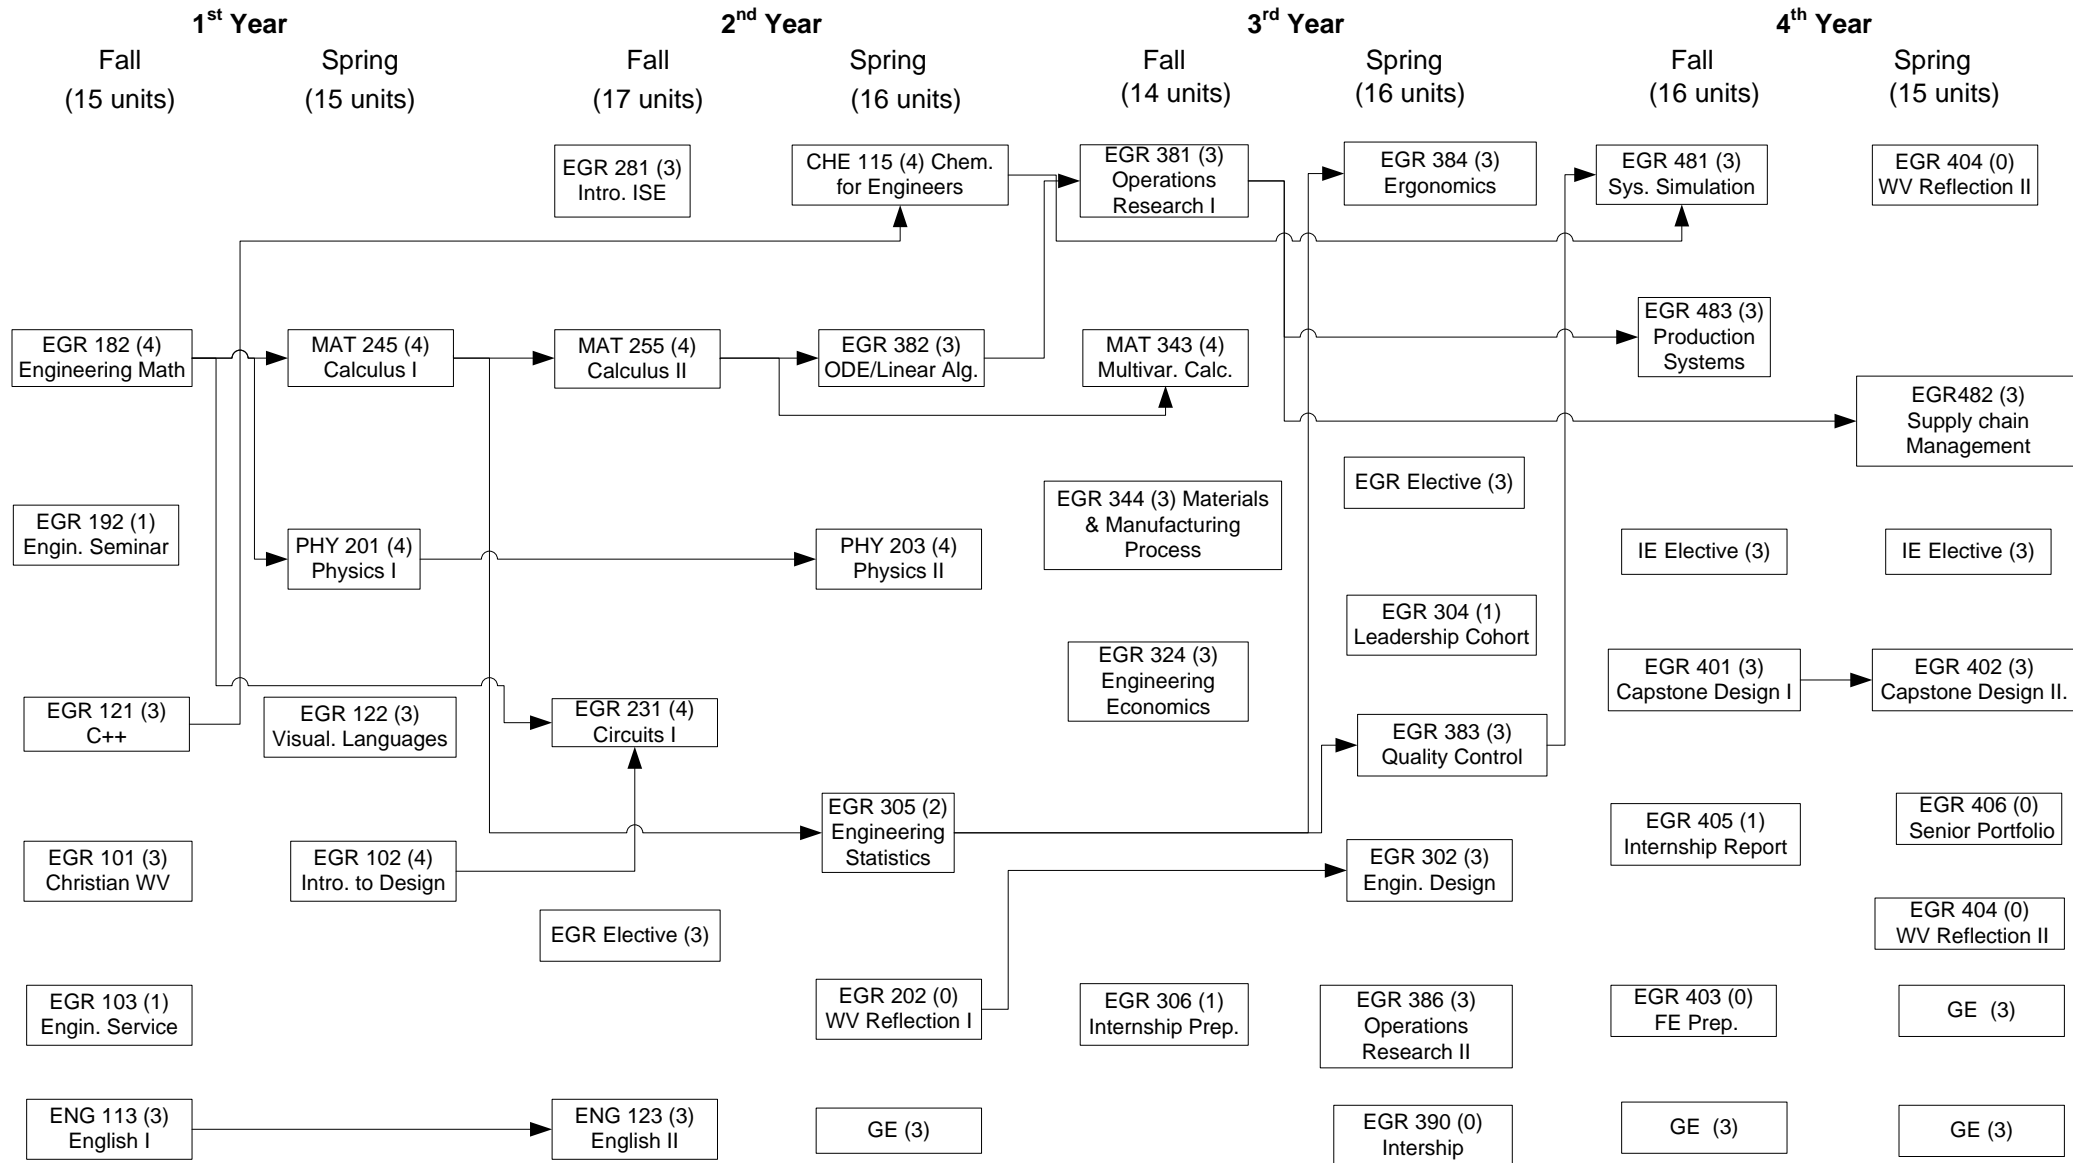 1st Year
2nd Year
3rd Year
4th Year
Fall
(15 units)
Spring
(15 units)
Fall
(17 units)
Spring
(16 units)
Fall
(14 units)
Spring
(16 units)
Fall
(16 units)
Spring
(15 units)
EGR 182 (4)
Engineering Math
EGR 192 (1)
Engin. Seminar
EGR 121 (3)
C++
EGR 101 (3)
Christian WV
EGR 103 (1)
Engin. Service
ENG 113 (3)
English I
MAT 245 (4)
Calculus I
PHY 201 (4)
Physics I
EGR 122 (3)
Visual. Languages
EGR 102 (4)
Intro. to Design
EGR 281 (3)
Intro. ISE
MAT 255 (4)
Calculus II
EGR 231 (4)
Circuits I
EGR Elective (3)
ENG 123 (3)
English II
CHE 115 (4) Chem.
for Engineers
EGR 382 (3)
ODE/Linear Alg.
PHY 203 (4)
Physics II
EGR 305 (2)
Engineering
Statistics
EGR 202 (0)
WV Reflection I
GE (3)
EGR 381 (3)
Operations
Research I
MAT 343 (4)
Multivar. Calc.
EGR 344 (3) Materials
& Manufacturing
Process
EGR 324 (3)
Engineering
Economics
EGR 306 (1)
Internship Prep.
EGR 384 (3)
Ergonomics
EGR Elective (3)
EGR 304 (1)
Leadership Cohort
EGR 383 (3)
Quality Control
EGR 302 (3)
Engin. Design
EGR 386 (3)
Operations
Research II
EGR 390 (0)
Intership
EGR 481 (3)
Sys. Simulation
EGR 483 (3)
Production
Systems
IE Elective (3)
EGR 401 (3)
Capstone Design I
EGR 405 (1)
Internship Report
EGR 403 (0)
FE Prep.
GE (3)
EGR 404 (0)
WV Reflection II
EGR482 (3)
Supply chain
Management
IE Elective (3)
EGR 402 (3)
Capstone Design II.
EGR 406 (0)
Senior Portfolio
EGR 404 (0)
WV Reflection II
GE (3)
GE (3)